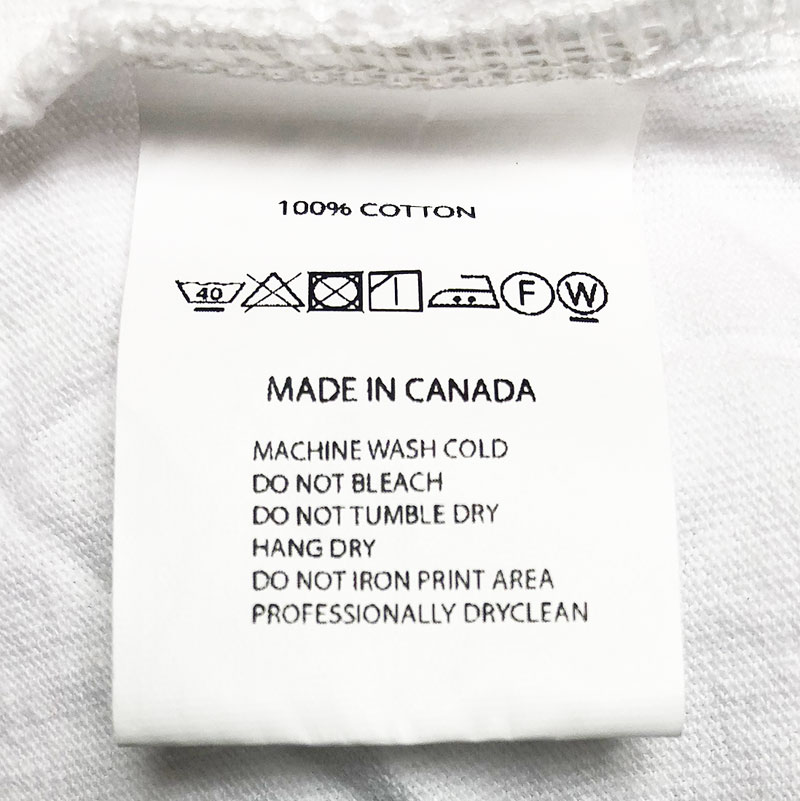 100% COTTON
40 F W
MADE IN CANADA
MACHINE WASH COLD
DO NOT BLEACH
DO NOT TUMBLE DRY
HANG DRY
DO NOT IRON PRINT AREA
PROFESSIONALLY DRYCLEAN